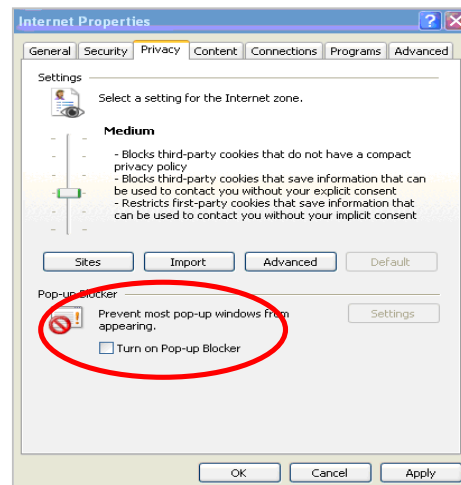 Internet Properties
General Security Privacy Content Connections Programs Advanced
Settings
Select a setting for the Internet zone.
Medium
- Blocks third-party cookies that do not have a compact
privacy policy
- Blocks third-party cookies that save information that can
be used to contact you without your explicit consent
- Restricts first-party cookies that save information that
can be used to contact you without your implicit consent
Sites Import Advanced Default
Pop-up Blocker
Prevent most pop-up windows from Settings
appearing.
Turn on Pop-up Blocker
OK Cancel Apply